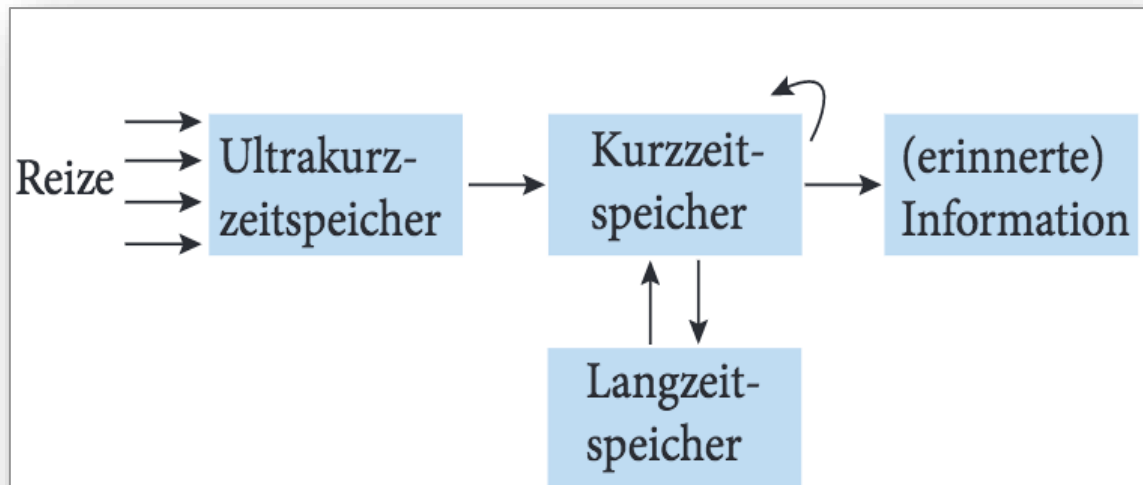 Reize
Ultrakurz-
zeitspeicher
Kurzzeit-
speicher
(erinnerte)
Information
Langzeit-
speicher